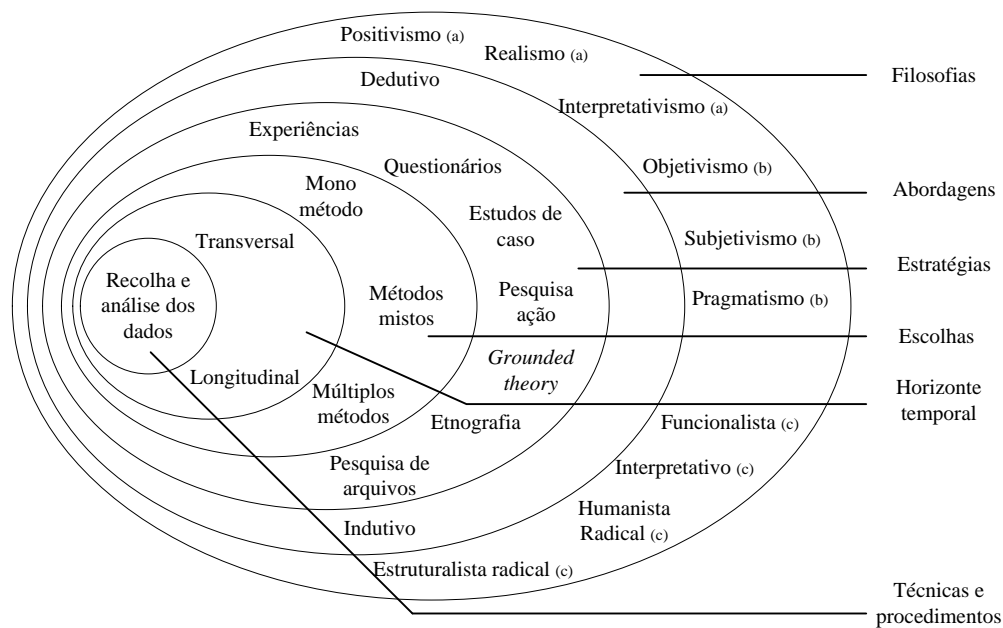 Positivismo (a)
Realismo (a)
Filosofias
Dedutivo
Interpretativismo (a)
Experiências
Questionários
Objetivismo (b)
Abordagens
Mono
método
Estudos de
caso
Transversal
Subjetivismo (b)
Estratégias
Recolha e
análise dos
dados
Métodos
mistos
Pesquisa
ação
Pragmatismo (b)
Escolhas
Grounded
theory
Longitudinal
Múltiplos
métodos
Horizonte
temporal
Etnografia
Funcionalista (c)
Pesquisa de
arquivos
Interpretativo (c)
Indutivo
Humanista
Radical (c)
Estruturalista radical (c)
Técnicas e
procedimentos